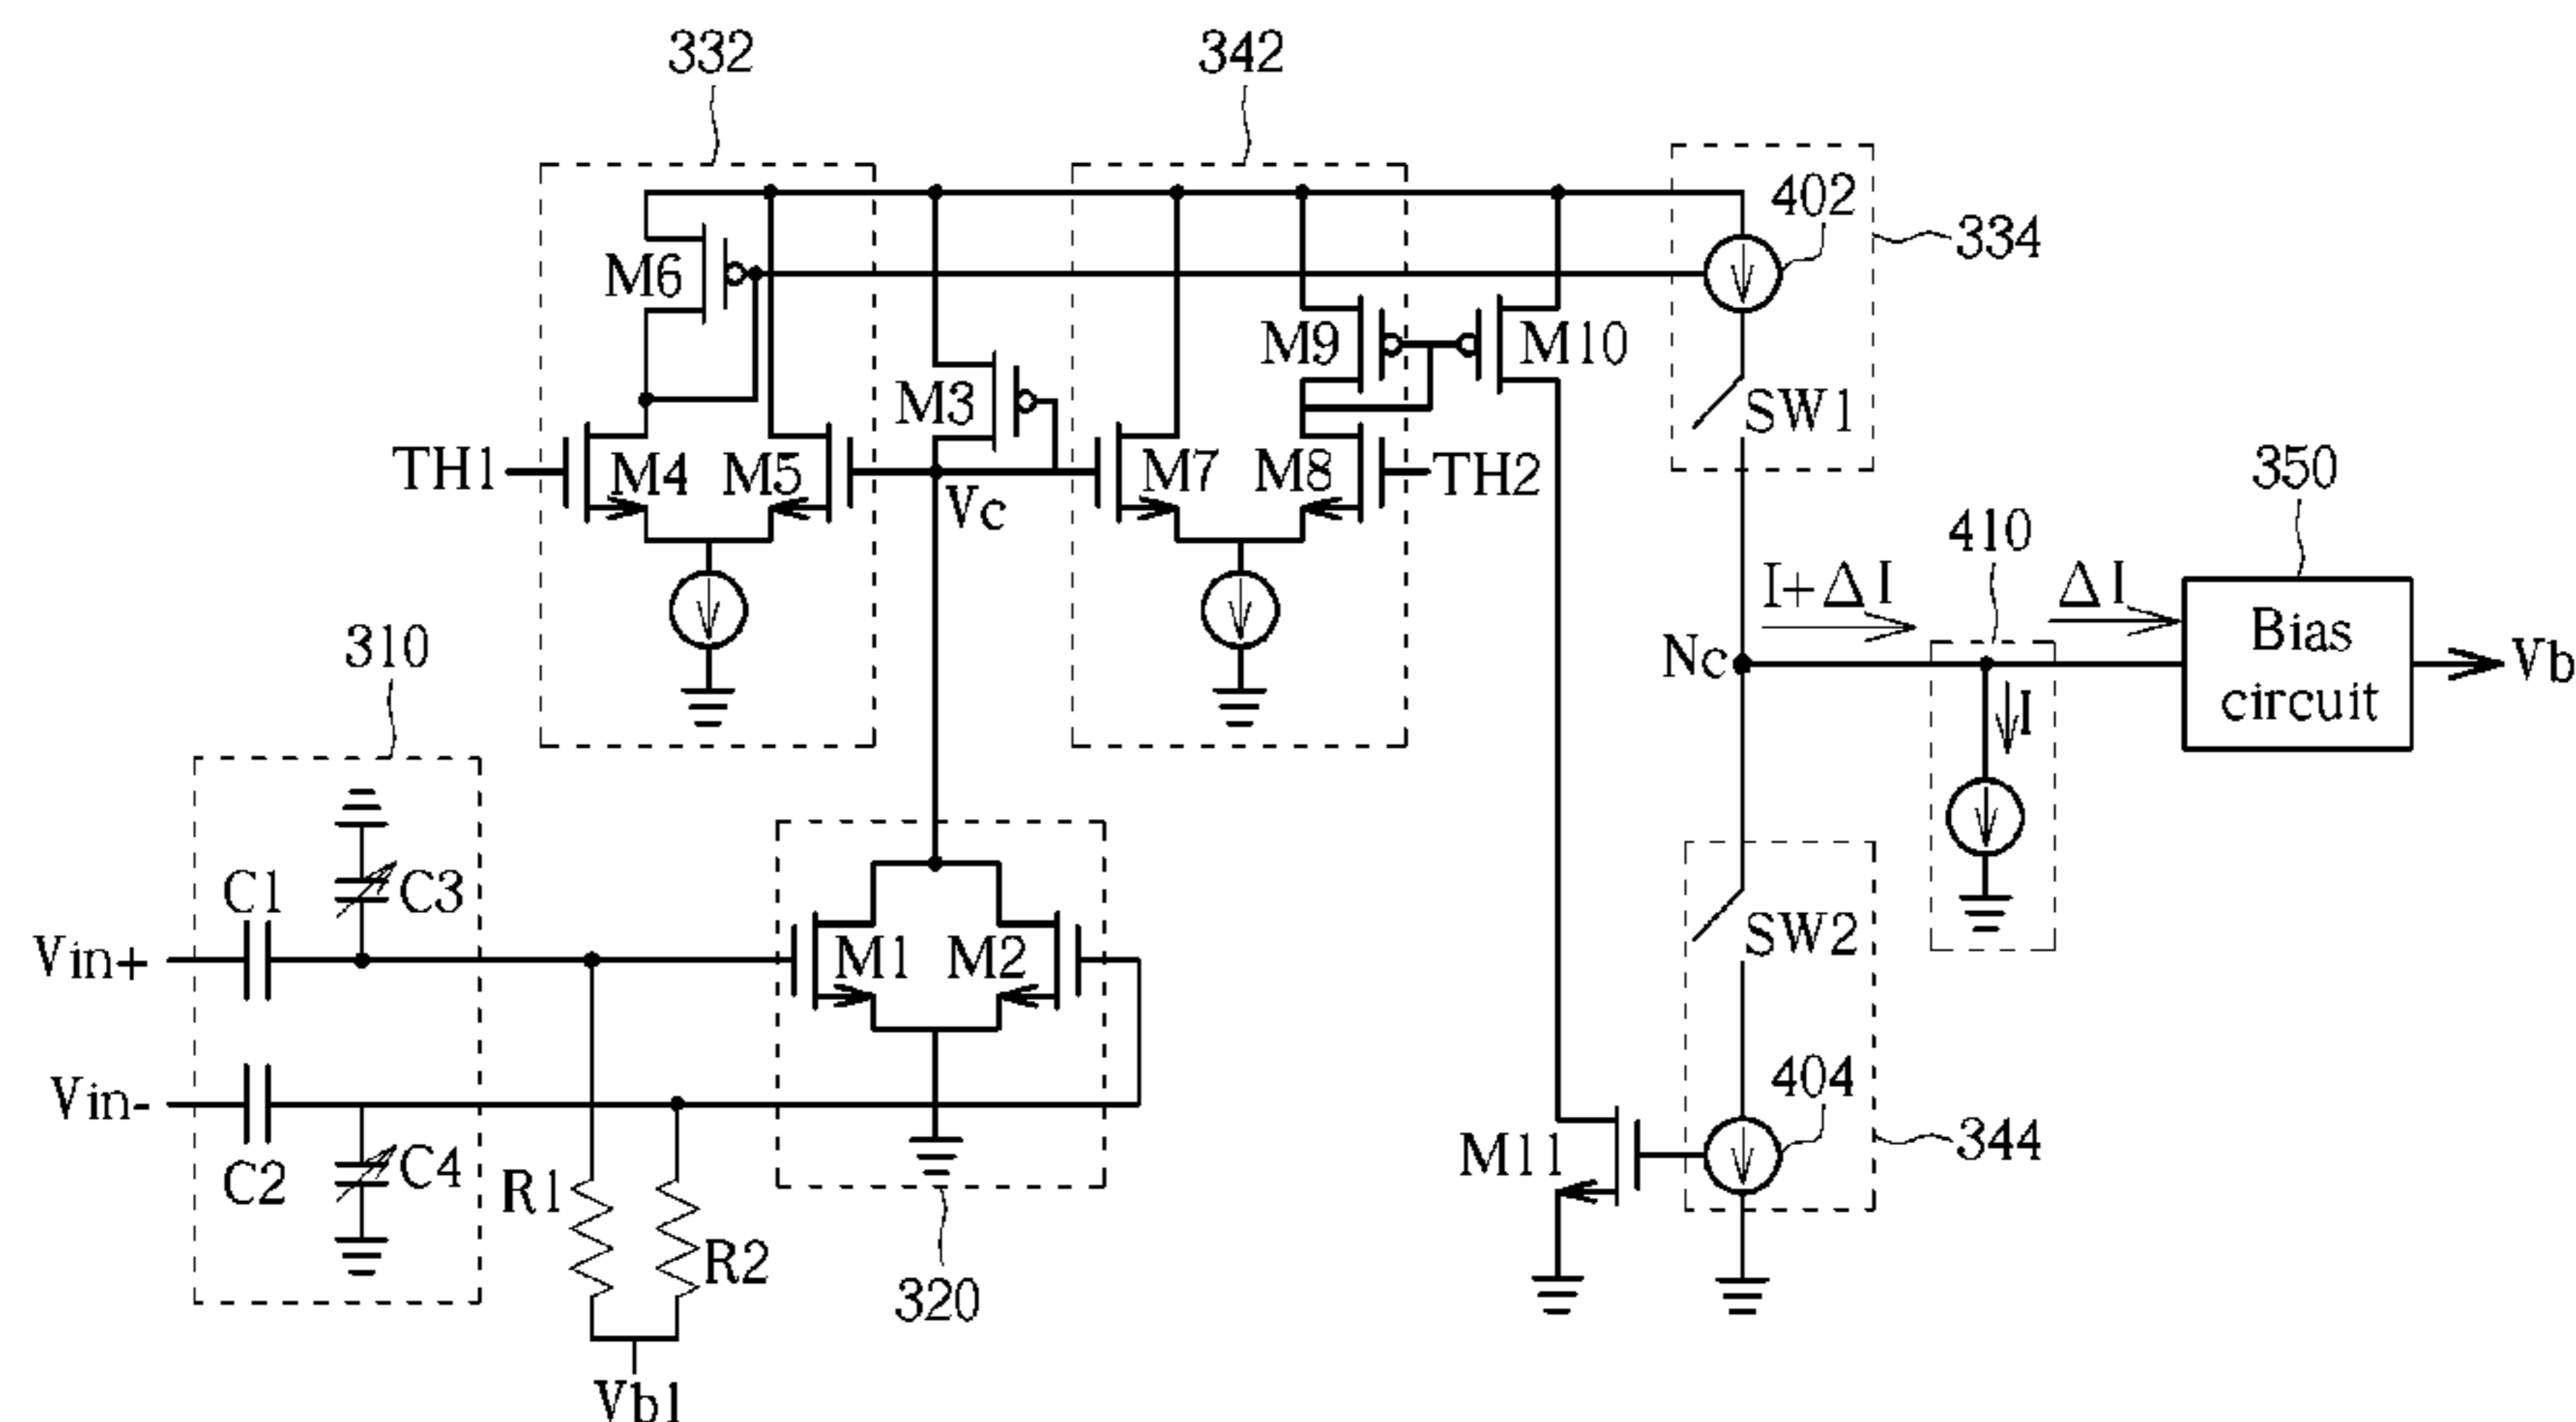 332
342
402
334
M6
M9
M10
M3
SW1
TH1
M4
M5
Vc
M7
M8
TH2
350
410
I+ΔI
ΔI
Nc
Bias
circuit
Vb
I
310
C1
C3
SW2
Vin+
M1
M2
Vin-
404
C2
C4
R1
M11
344
R2
320
Vb1